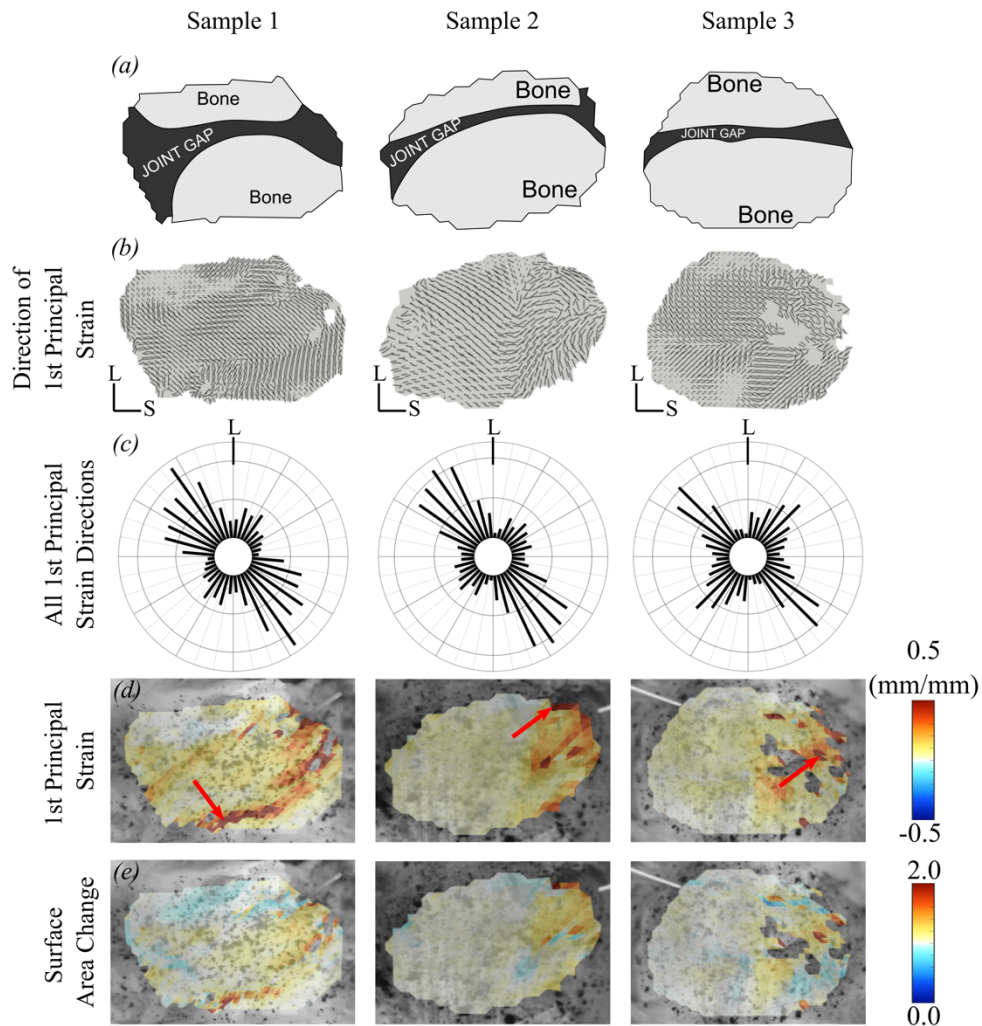 Sample 1
Sample 2
Sample 3
(a)
Bone
JOINT GAP
Bone
Bone
JOINT GAP
Bone
Bone
JOINT GAP
Bone
Direction of
1st Principal
Strain
(b)
L
S
L
S
L
S
All 1st Principal
Strain Directions
(c)
L
L
L
1st Principal
Strain
(d)
0.5
(mm/mm)
-0.5
Surface
Area Change
(e)
2.0
0.0